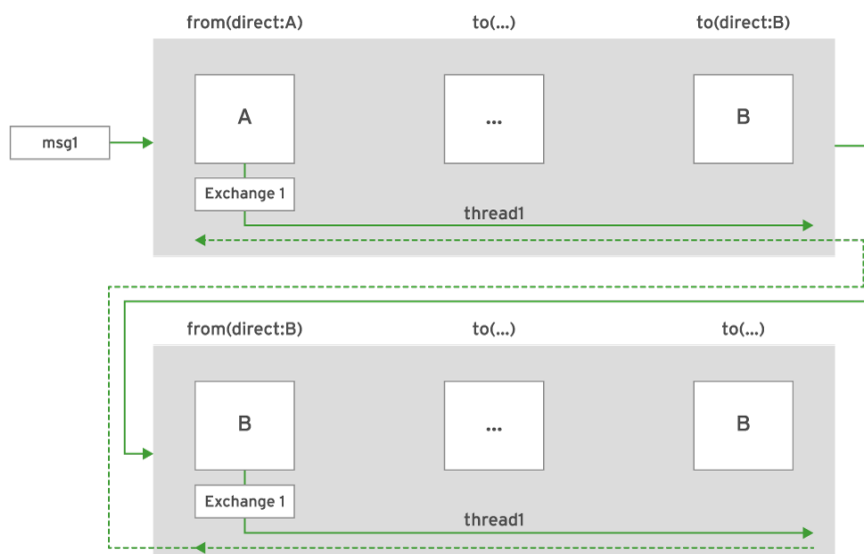 from(direct:A)
to(...)
to(direct:B)
A
...
B
msg1
Exchange 1
thread1
from(direct:B)
to(...)
to(...)
B
...
B
Exchange 1
thread1